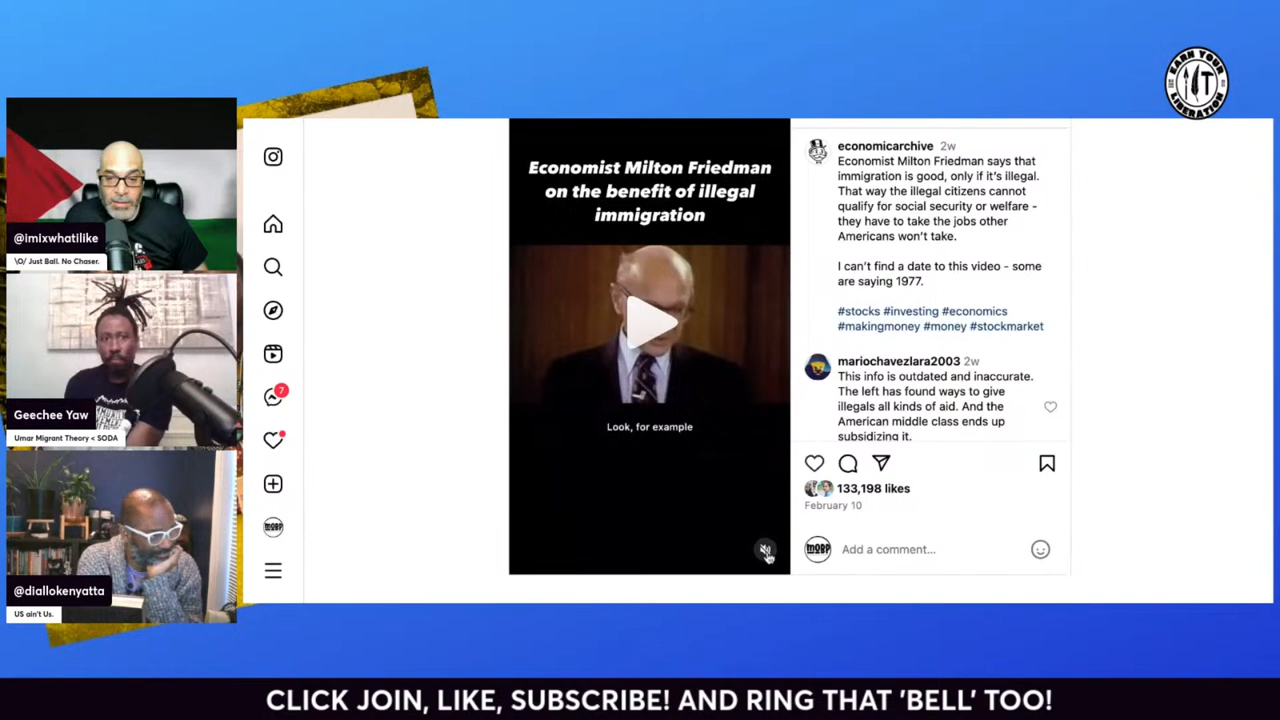 EARN YOUR
LIBERATION
@imixwhatilike
\O/ Just Ball. No Chaser.
Geechee Yaw
Umar Migrant Theory < SODA
@diallokenyatta
US ain't Us.
7
MOBP
Economist Milton Friedman
on the benefit of illegal
immigration
Look, for example
economicarchive 2w
Economist Milton Friedman says that
immigration is good, only if it's illegal.
That way the illegal citizens cannot
qualify for social security or welfare -
they have to take the jobs other
Americans won't take.
I can't find a date to this video - some
are saying 1977.
#stocks #investing #economics
#makingmoney #money #stockmarket
mariochavezlara2003 2w
This info is outdated and inaccurate.
The left has found ways to give
illegals all kinds of aid. And the
American middle class ends up
subsidizing it.
133,198 likes
February 10
MOBP
Add a comment...
CLICK JOIN, LIKE, SUBSCRIBE! AND RING THAT 'BELL' TOO!